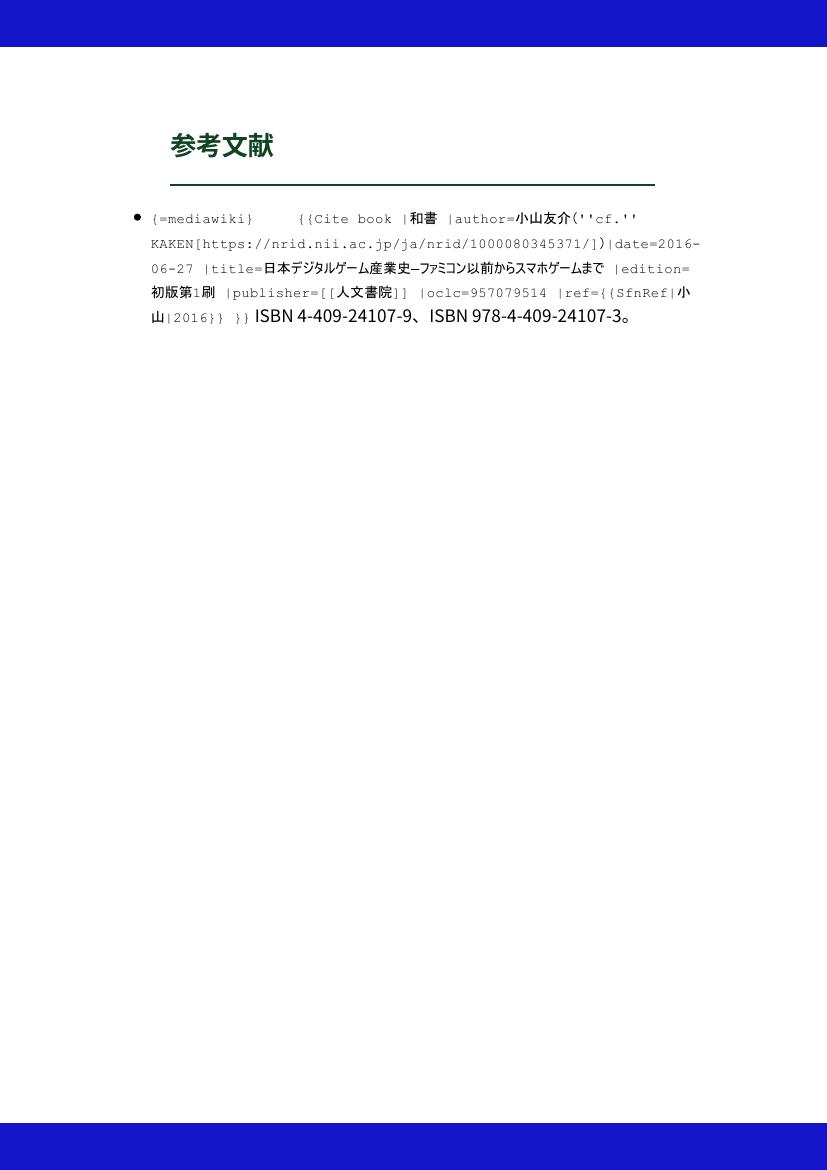 参考文献
• {=mediawiki} {{Cite book |和書 |author=小山友介(''cf.''
KAKEN[https://nrid.nii.ac.jp/ja/nrid/1000080345371/])|date=2016-
06-27 |title=日本デジタルゲーム産業史―ファミコン以前からスマホゲームまで |edition=
初版第1刷 |publisher=[[人文書院]] |oclc=957079514 |ref={{SfnRef|小
山|2016}} }} ISBN 4-409-24107-9、ISBN 978-4-409-24107-3。